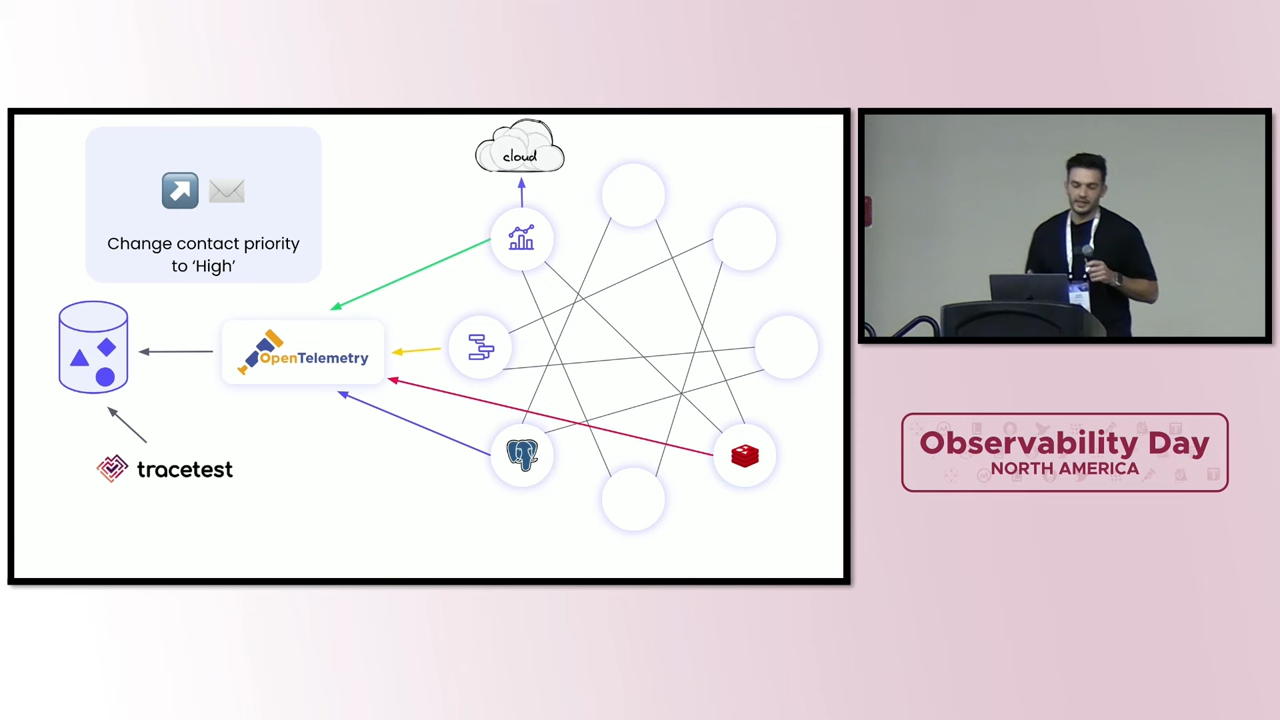 cloud
Change contact priority
to ‘High’
OpenTelemetry
tracetest
Observability Day
NORTH AMERICA